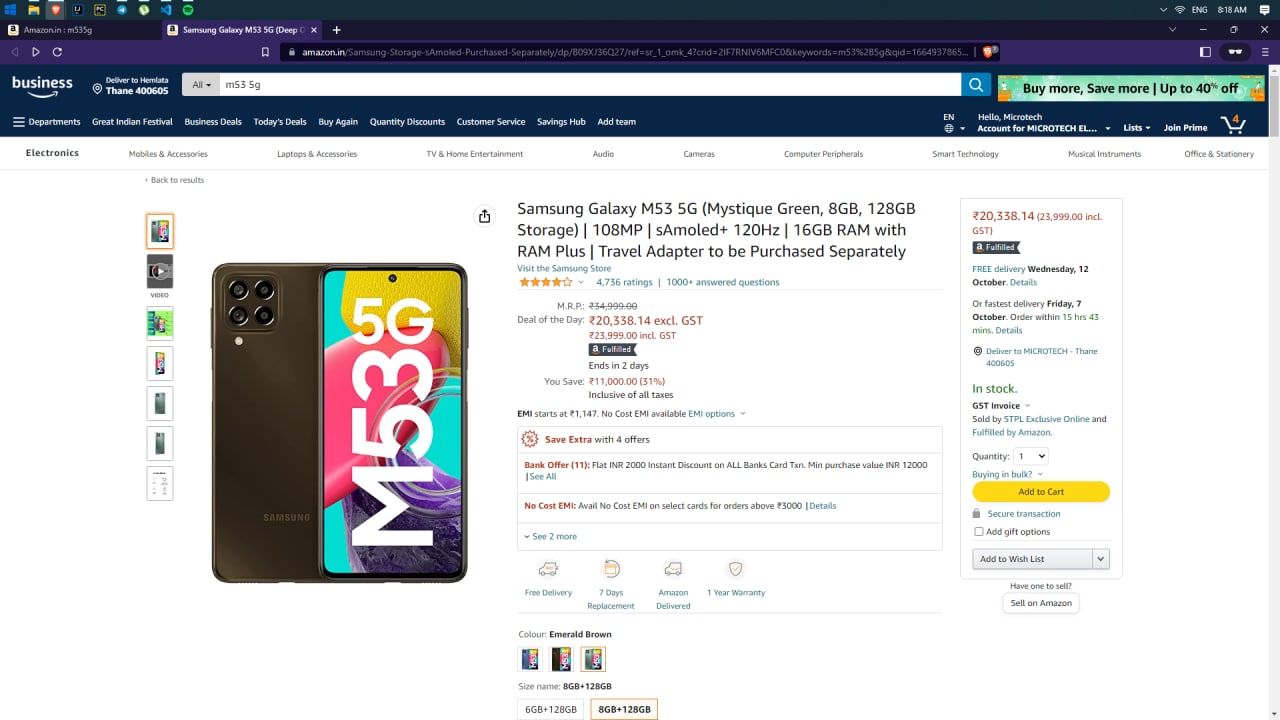 ENG 8:18 AM
Amazon.in : m535g
Samsung Galaxy M53 5G (Deep
amazon.in/Samsung-Storage-sAmoled-Purchased-Separately/dp/B09XJ36Q27/ref=sr_1_omk_4?crid=2IF7RNIV6MFC0&keywords=m53%2B5g&qid=1664937865...
business
Deliver to Hemlata
Thane 400605
All
m53 5g
Buy more, Save more | Up to 40% off
Departments Great Indian Festival Business Deals Today's Deals Buy Again Quantity Discounts Customer Service Savings Hub Add team
EN
Hello, Microtech
Account for MICROTECH EL...
Lists
Join Prime
4
Electronics Mobiles & Accessories Laptops & Accessories TV & Home Entertainment Audio Cameras Computer Peripherals Smart Technology Musical Instruments Office & Stationery
‹ Back to results
VIDEO
5G
M53
SAMSUNG
Samsung Galaxy M53 5G (Mystique Green, 8GB, 128GB
Storage) | 108MP | sAmoled+ 120Hz | 16GB RAM with
RAM Plus | Travel Adapter to be Purchased Separately
Visit the Samsung Store
4,736 ratings | 1000+ answered questions
M.R.P.: ₹34,999.00
Deal of the Day: ₹20,338.14 excl. GST
₹23,999.00 incl. GST
a Fulfilled
Ends in 2 days
You Save: ₹11,000.00 (31%)
Inclusive of all taxes
EMI starts at ₹1,147. No Cost EMI available EMI options
Save Extra with 4 offers
Bank Offer (11): Flat INR 2000 Instant Discount on ALL Banks Card Txn. Min purchase value INR 12000
|See All
No Cost EMI: Avail No Cost EMI on select cards for orders above ₹3000 |Details
See 2 more
Free Delivery
7 Days
Replacement
Amazon
Delivered
1 Year Warranty
Colour: Emerald Brown
Size name: 8GB+128GB
6GB+128GB 8GB+128GB
₹20,338.14 (23,999.00 incl.
GST)
a Fulfilled
FREE delivery Wednesday, 12
October. Details
Or fastest delivery Friday, 7
October. Order within 15 hrs 43
mins. Details
Deliver to MICROTECH - Thane
400605
In stock.
GST Invoice
Sold by STPL Exclusive Online and
Fulfilled by Amazon.
Quantity: 1
Buying in bulk?
Add to Cart
Secure transaction
Add gift options
Add to Wish List
Have one to sell?
Sell on Amazon